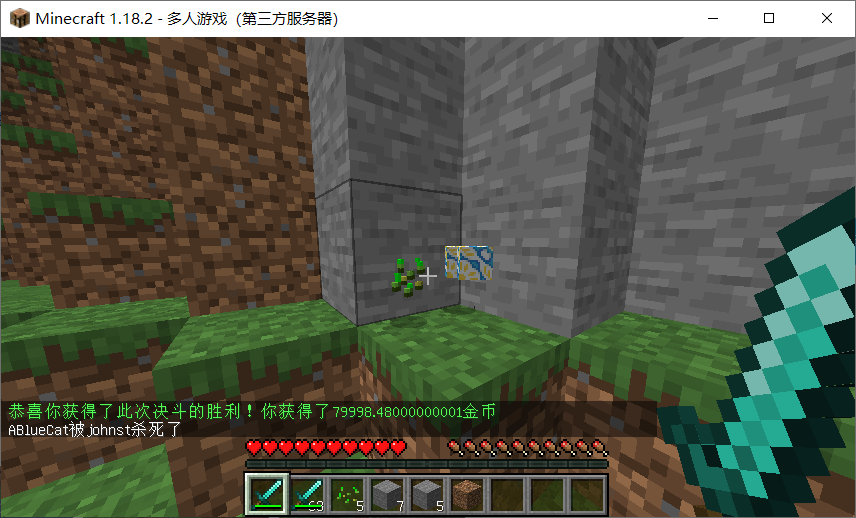 Minecraft 1.18.2 - 多人游戏（第三方服务器）
恭喜你获得了此次决斗的胜利！你获得了79998.48000000001金币
ABlueCat被johnst杀死了
63 5 7 5